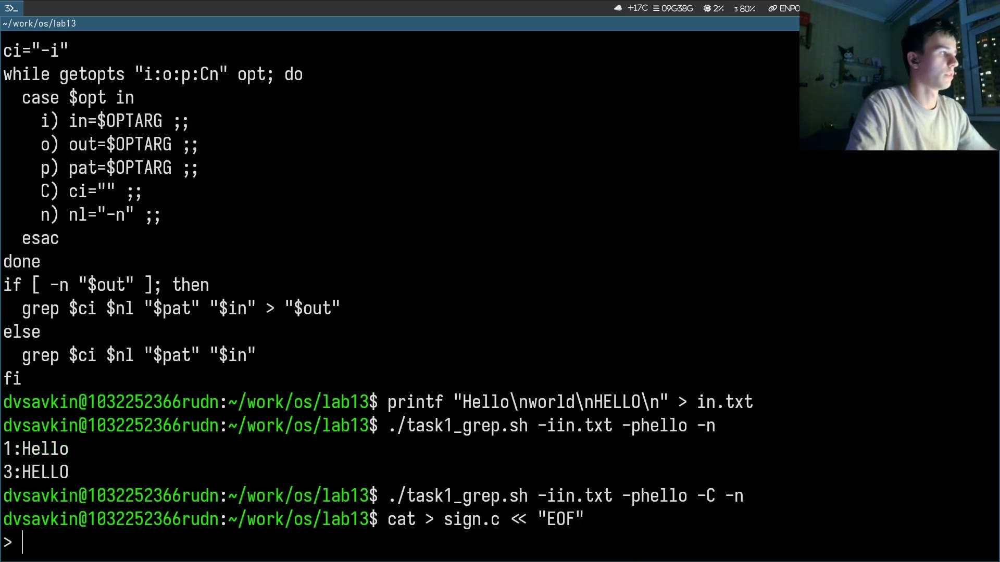 3>_
+17C 09G38G 2% 3 80% ENP0
~/work/os/lab13
ci="-i"
while getopts "i:o:p:Cn" opt; do
  case $opt in
    i) in=$OPTARG ;;
    o) out=$OPTARG ;;
    p) pat=$OPTARG ;;
    C) ci="" ;;
    n) nl="-n" ;;
  esac
done
if [ -n "$out" ]; then
  grep $ci $nl "$pat" "$in" > "$out"
else
  grep $ci $nl "$pat" "$in"
fi
dvsavkin@1032252366rudn:~/work/os/lab13$ printf "Hello\nworld\nHELLO\n" > in.txt
dvsavkin@1032252366rudn:~/work/os/lab13$ ./task1_grep.sh -iin.txt -phello -n
1:Hello
3:HELLO
dvsavkin@1032252366rudn:~/work/os/lab13$ ./task1_grep.sh -iin.txt -phello -C -n
dvsavkin@1032252366rudn:~/work/os/lab13$ cat > sign.c << "EOF"
>